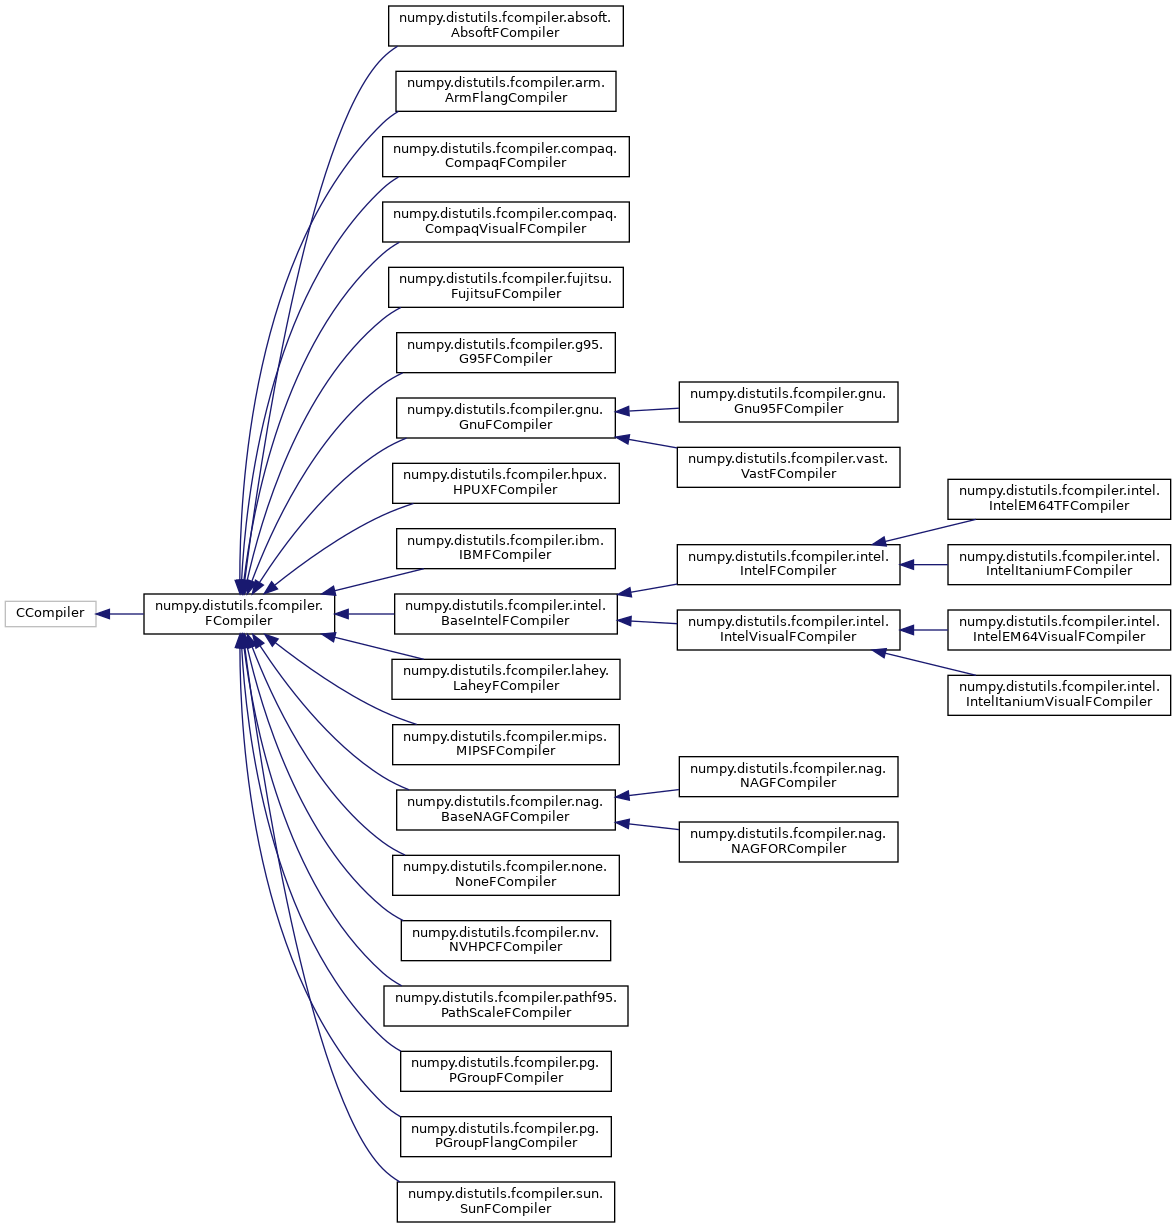 CCompiler
numpy.distutils.fcompiler.
FCompiler
numpy.distutils.fcompiler.absoft.
AbsoftFCompiler
numpy.distutils.fcompiler.arm.
ArmFlangCompiler
numpy.distutils.fcompiler.compaq.
CompaqFCompiler
numpy.distutils.fcompiler.compaq.
CompaqVisualFCompiler
numpy.distutils.fcompiler.fujitsu.
FujitsuFCompiler
numpy.distutils.fcompiler.g95.
G95FCompiler
numpy.distutils.fcompiler.gnu.
GnuFCompiler
numpy.distutils.fcompiler.hpux.
HPUXFCompiler
numpy.distutils.fcompiler.ibm.
IBMFCompiler
numpy.distutils.fcompiler.intel.
BaseIntelFCompiler
numpy.distutils.fcompiler.lahey.
LaheyFCompiler
numpy.distutils.fcompiler.mips.
MIPSFCompiler
numpy.distutils.fcompiler.nag.
BaseNAGFCompiler
numpy.distutils.fcompiler.none.
NoneFCompiler
numpy.distutils.fcompiler.nv.
NVHPCFCompiler
numpy.distutils.fcompiler.pathf95.
PathScaleFCompiler
numpy.distutils.fcompiler.pg.
PGroupFCompiler
numpy.distutils.fcompiler.pg.
PGroupFlangCompiler
numpy.distutils.fcompiler.sun.
SunFCompiler
numpy.distutils.fcompiler.gnu.
Gnu95FCompiler
numpy.distutils.fcompiler.vast.
VastFCompiler
numpy.distutils.fcompiler.intel.
IntelFCompiler
numpy.distutils.fcompiler.intel.
IntelVisualFCompiler
numpy.distutils.fcompiler.nag.
NAGFCompiler
numpy.distutils.fcompiler.nag.
NAGFORCompiler
numpy.distutils.fcompiler.intel.
IntelEM64TFCompiler
numpy.distutils.fcompiler.intel.
IntelItaniumFCompiler
numpy.distutils.fcompiler.intel.
IntelEM64VisualFCompiler
numpy.distutils.fcompiler.intel.
IntelItaniumVisualFCompiler